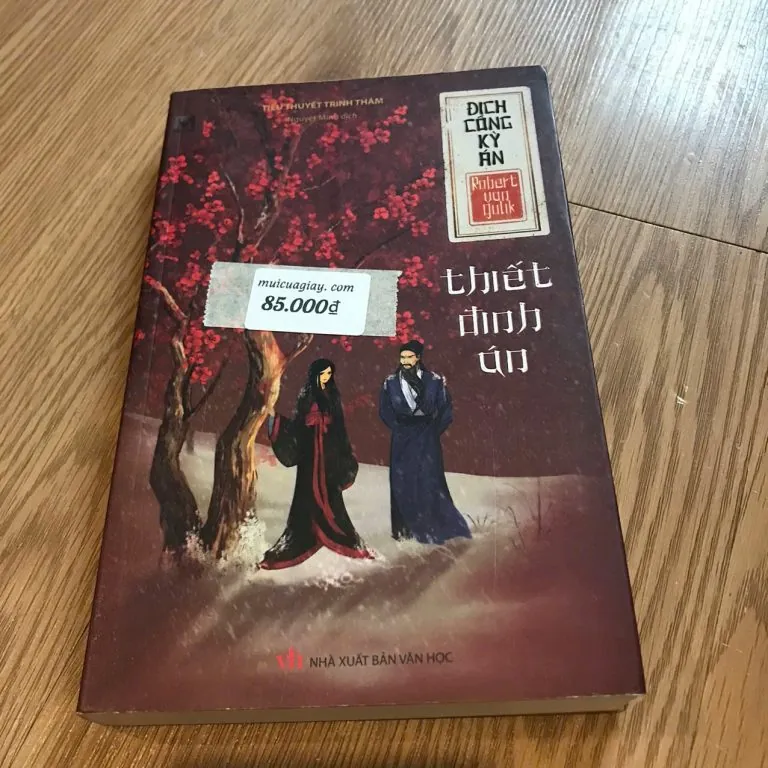 TIỂU THUYẾT TRINH THÁM
Nguyệt Minh dịch
ĐỊCH
CÔNG
KỲ
ÁN
Robert
van
gulik
thiết
đinh
án
muicuagiay. com
85.000đ
vh NHÀ XUẤT BẢN VĂN HỌC